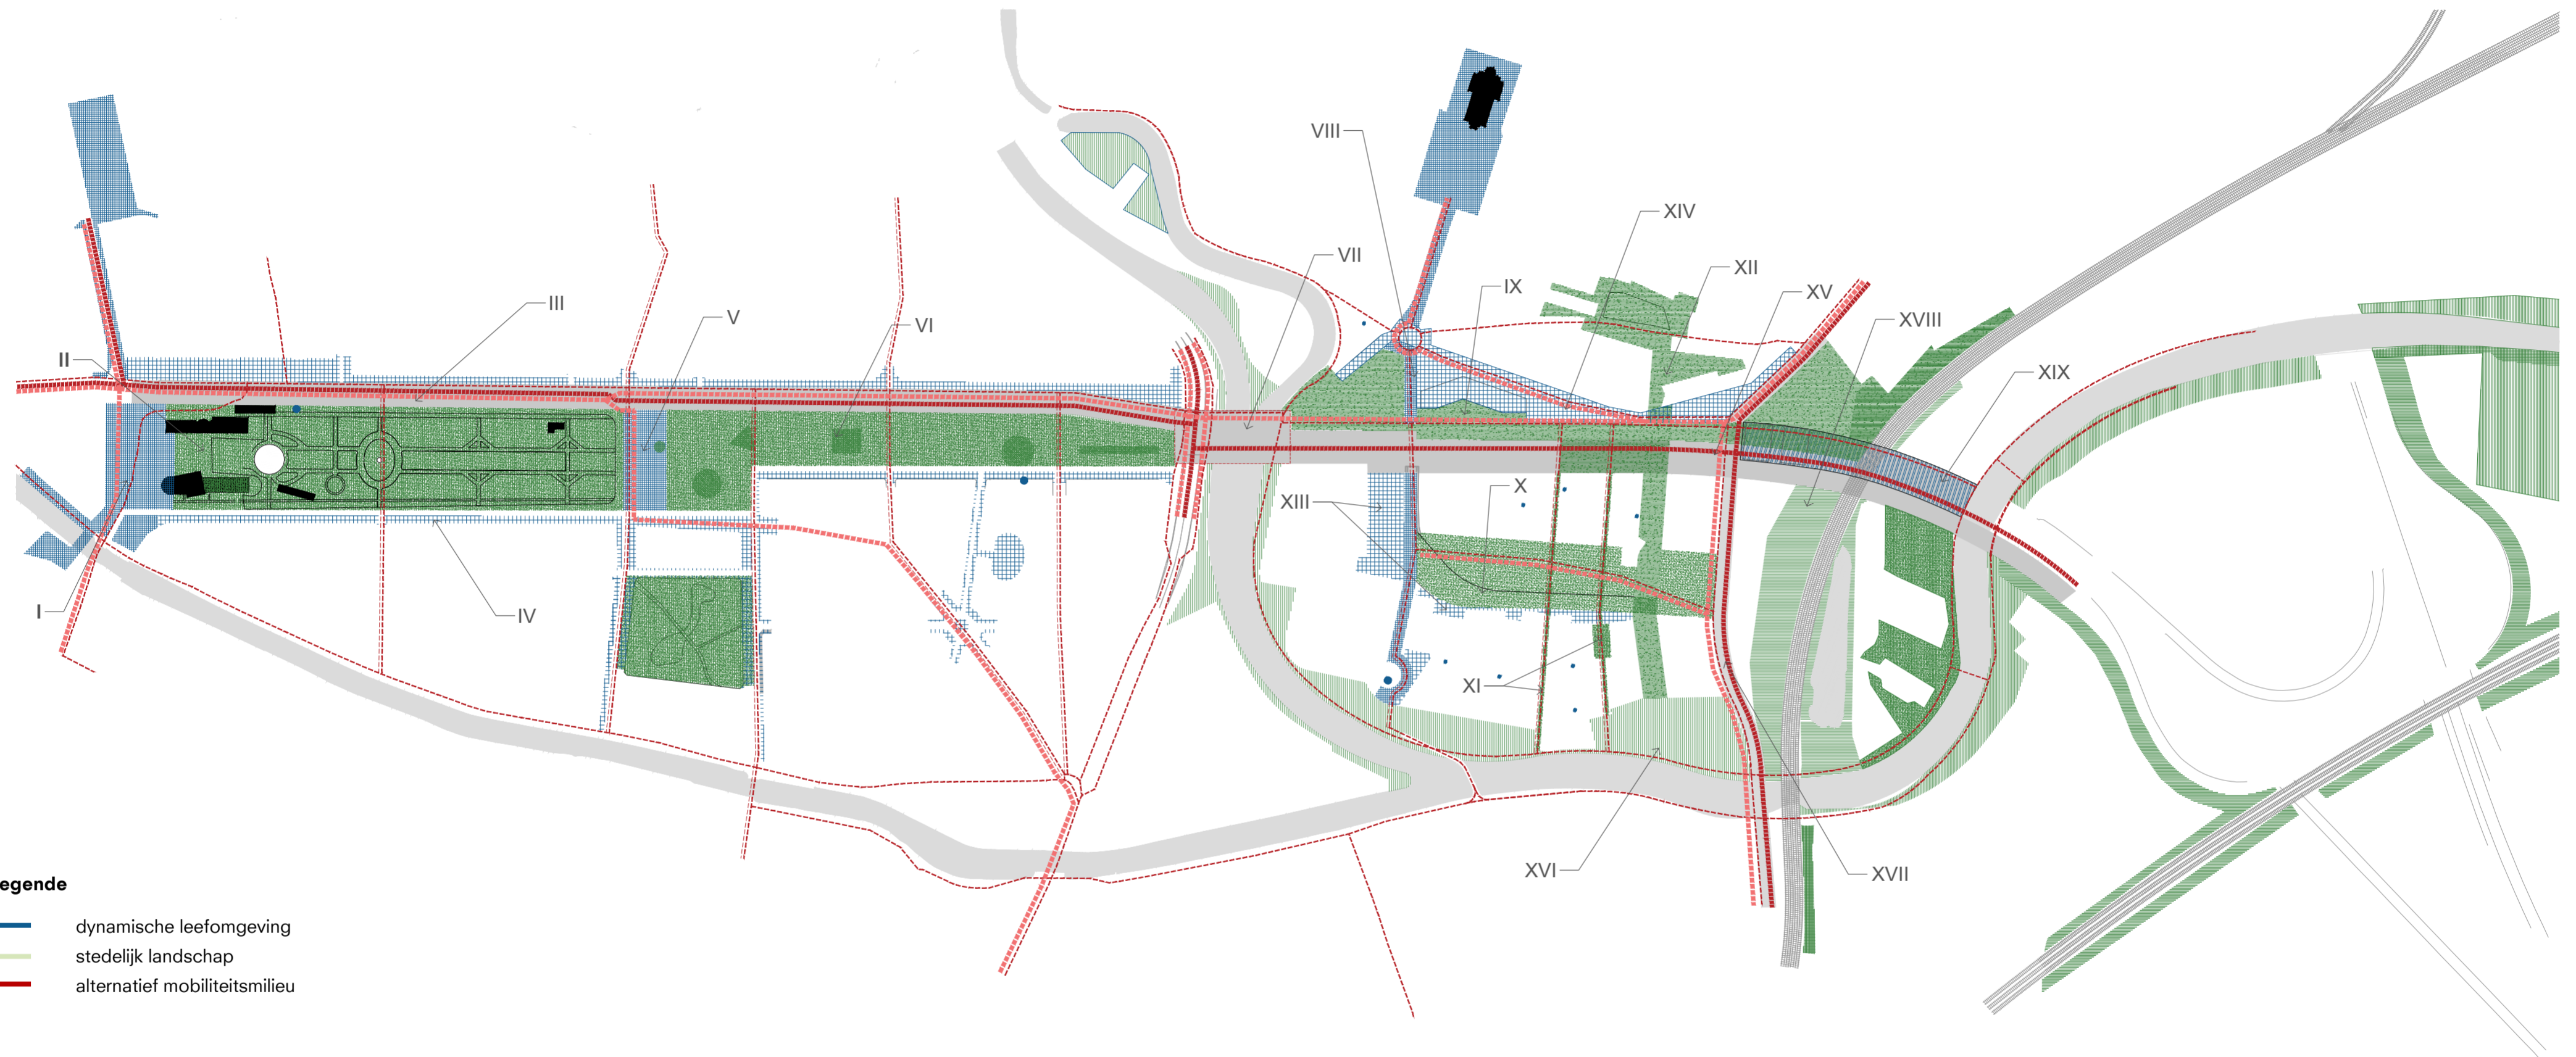 VIII
XIV
VII
XII
IX
XV
III
V
VI
XVIII
II
XIX
X
XIII
I
IV
XI
XVI
XVII
egende
dynamische leefomgeving
stedelijk landschap
alternatief mobiliteitsmilieu